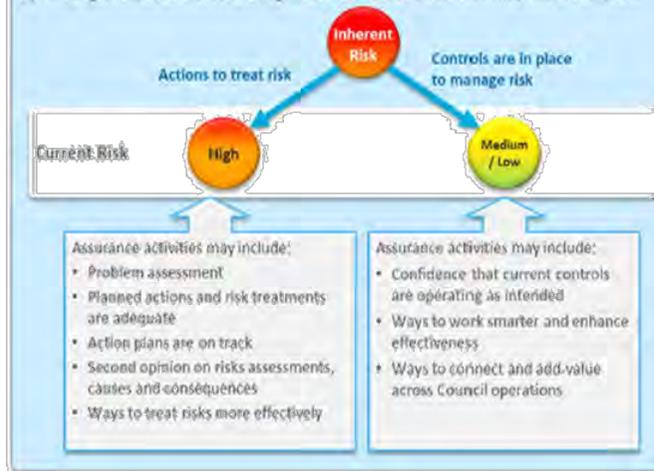 Inherent
Risk
Actions to treat risk
Controls are in place
to manage risk
Current Risk
High
Medium
/ Low
Assurance activities may include:
• Problem assessment
• Planned actions and risk treatments
are adequate
• Action plans are on track
• Second opinion on risks assessments,
causes and consequences
• Ways to treat risks more effectively
Assurance activities may include:
• Confidence that current controls
are operating as intended
• Ways to work smarter and enhance
effectiveness
• Ways to connect and add-value
across Council operations